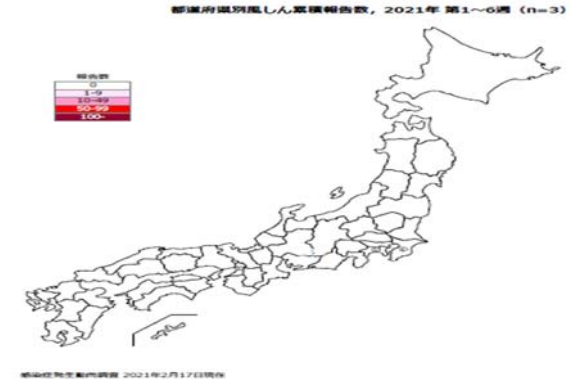 都道府県別風しん累積報告数, 2021年 第1～6週 (n=3)
報告数
0
1-9
10-49
50-99
100-
感染症発生動向調査 2021年2月17日現在